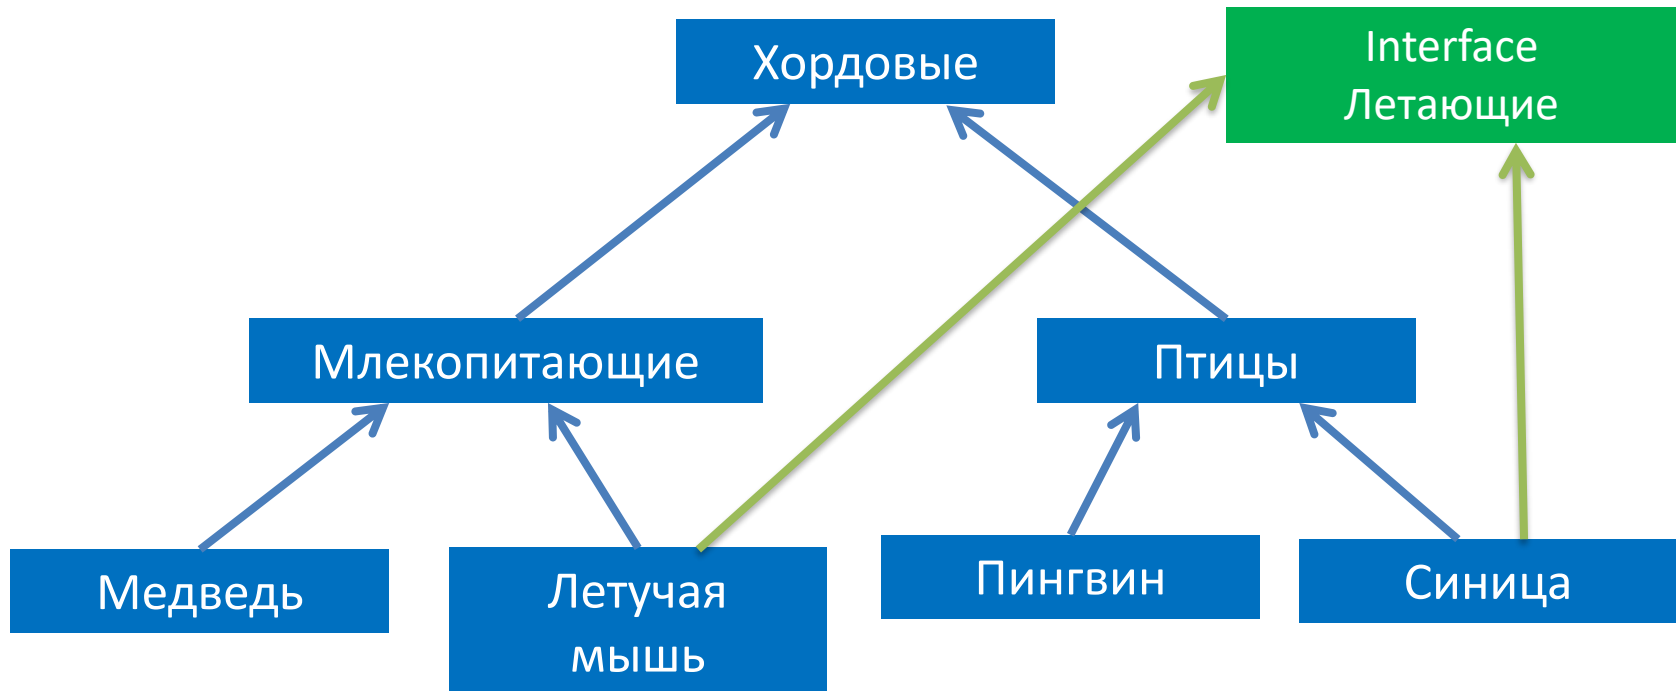 Хордовые
Interface
Летающие
Млекопитающие
Птицы
Медведь
Летучая
мышь
Пингвин
Синица